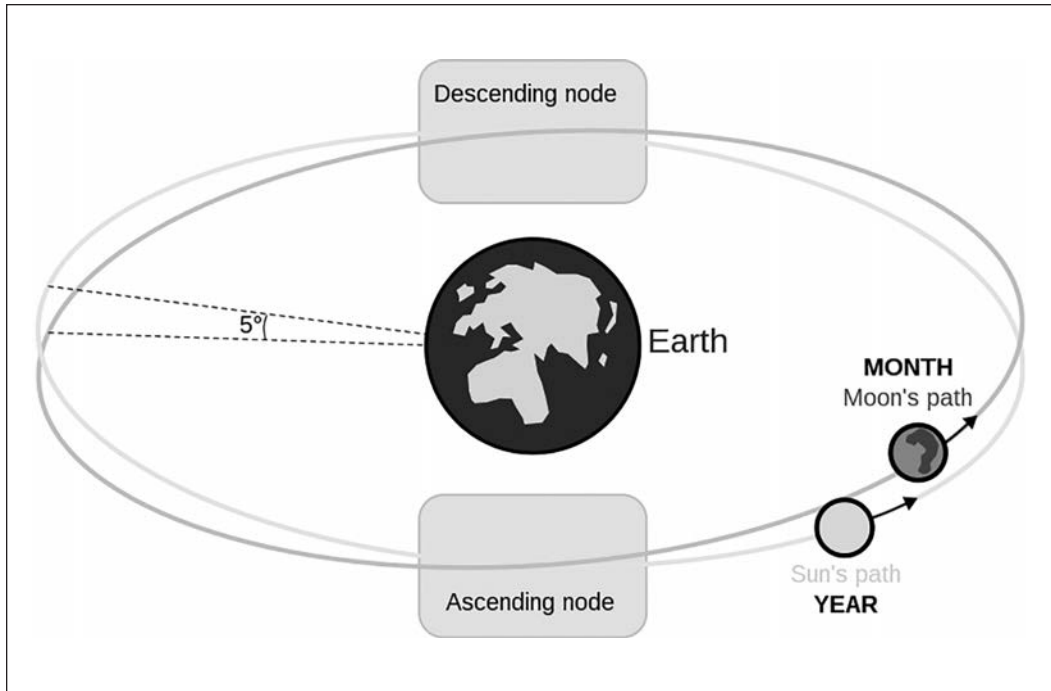 Descending node
5°
Earth
MONTH
Moon's path
Sun's path
YEAR
Ascending node